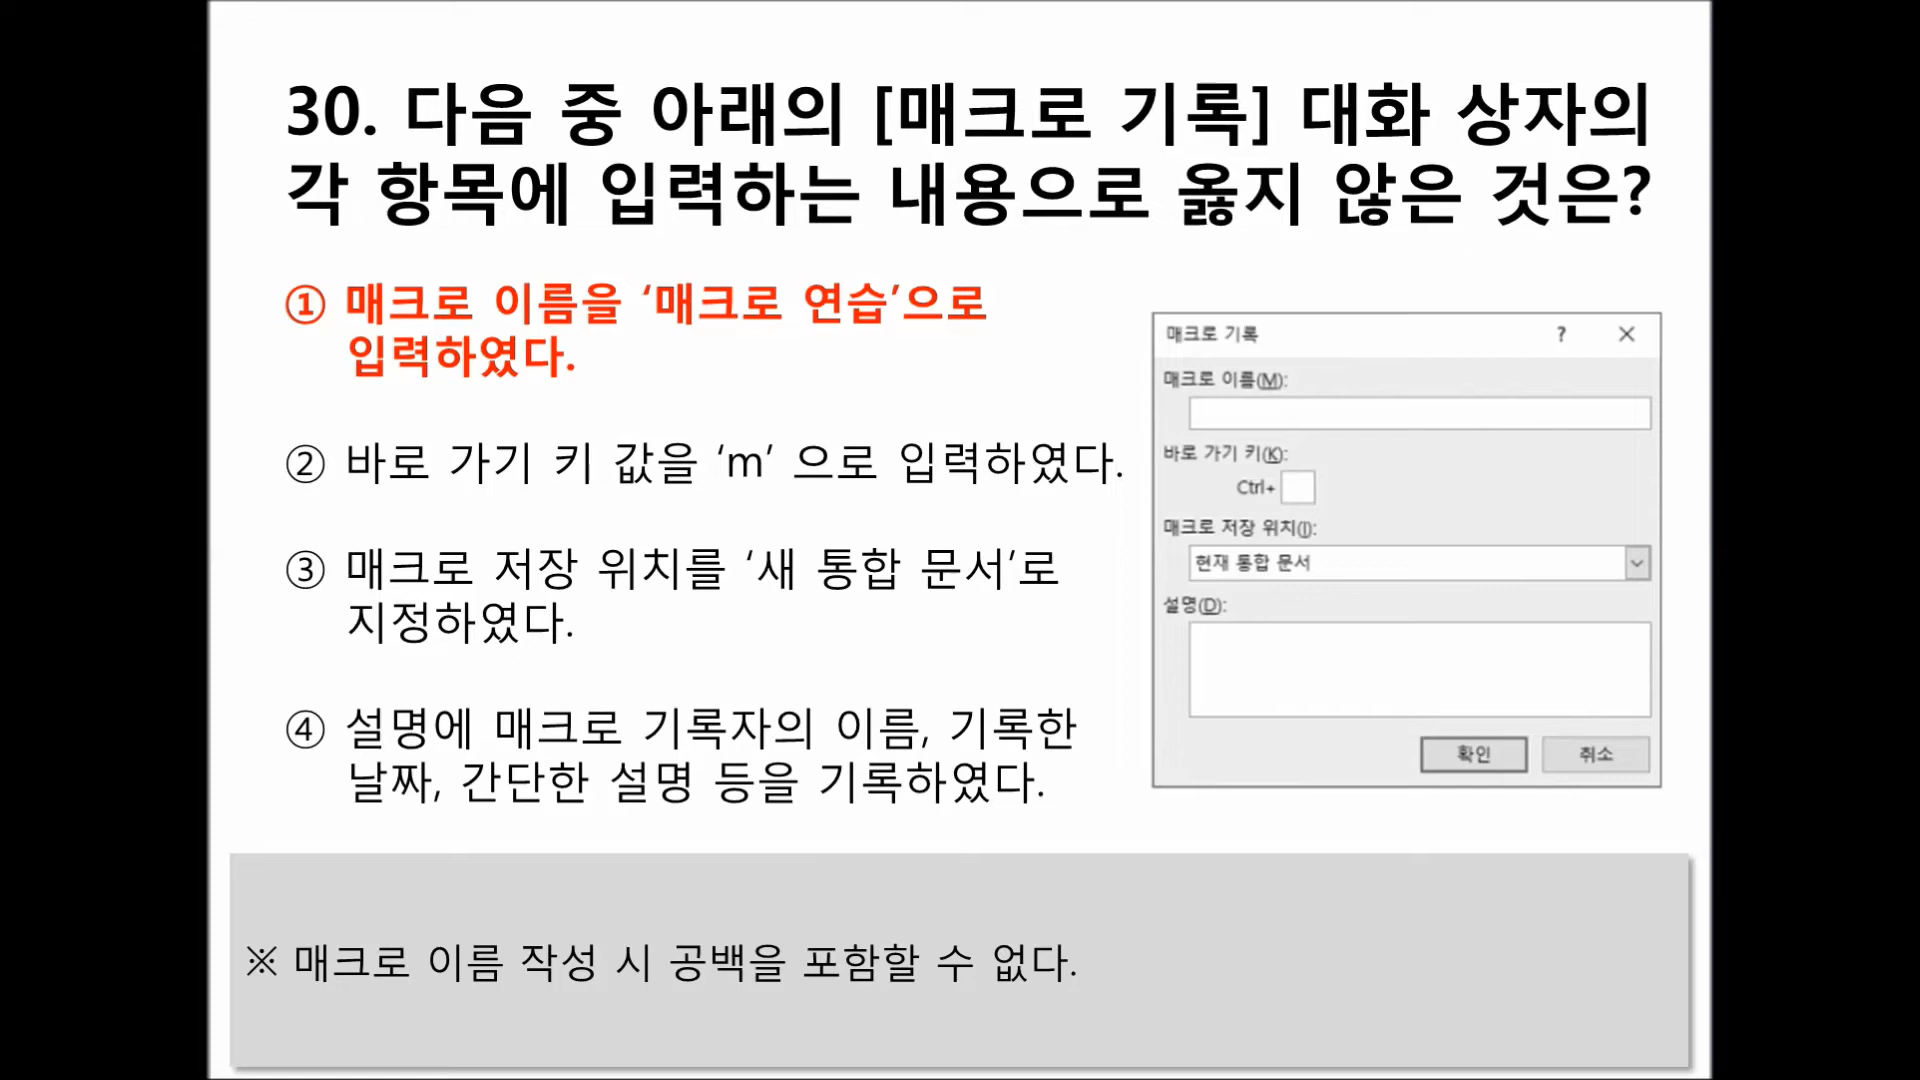 30. 다음 중 아래의 [매크로 기록] 대화 상자의
각 항목에 입력하는 내용으로 옳지 않은 것은?
① 매크로 이름을 ‘매크로 연습’으로
입력하였다.
② 바로 가기 키 값을 ‘m’ 으로 입력하였다.
③ 매크로 저장 위치를 ‘새 통합 문서’로
지정하였다.
④ 설명에 매크로 기록자의 이름, 기록한
날짜, 간단한 설명 등을 기록하였다.
매크로 기록 ?
매크로 이름(M):
바로 가기 키(K):
Ctrl+
매크로 저장 위치(I):
현재 통합 문서
설명(D):
확인 취소
※ 매크로 이름 작성 시 공백을 포함할 수 없다.